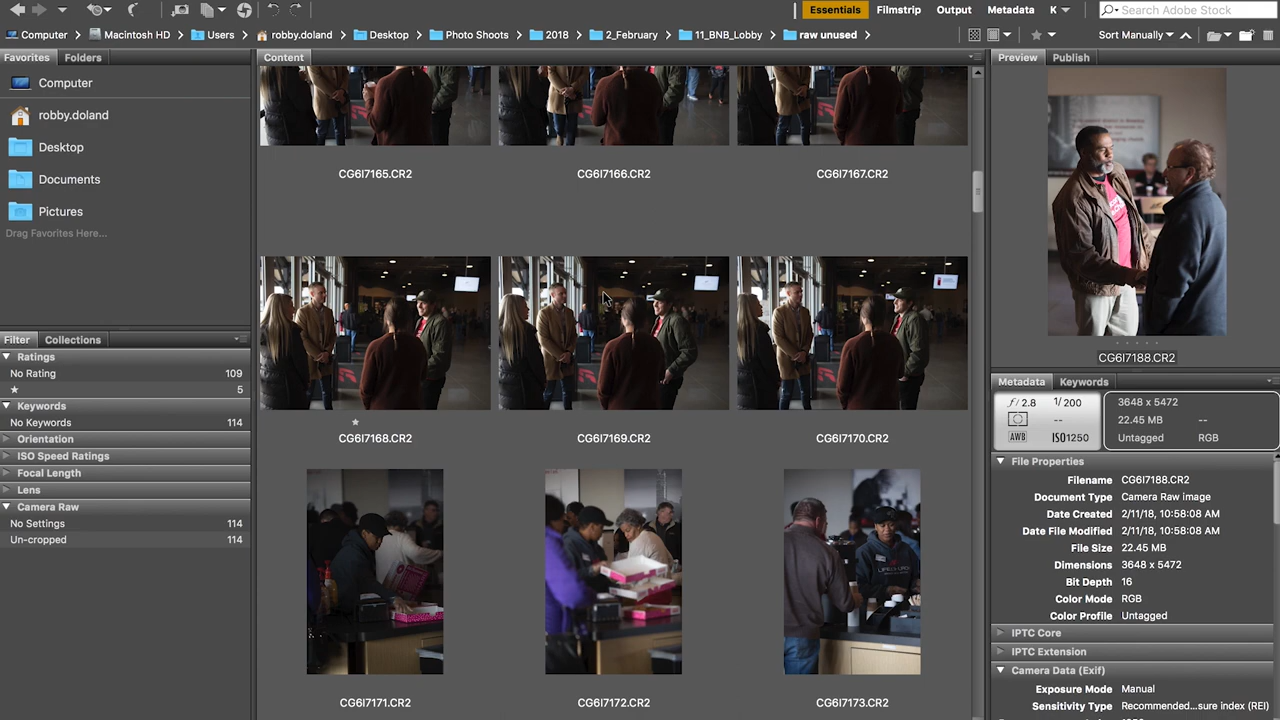 Essentials Filmstrip Output Metadata K Search Adobe Stock
Computer Macintosh HD Users robby.doland Desktop Photo Shoots 2018 2_February 11_BNB_Lobby raw unused Sort Manually
Favorites Folders Content Preview Publish
Computer
robby.doland
Desktop
Documents
Pictures
Drag Favorites Here...
Filter Collections
Ratings
No Rating 109
5
Keywords
No Keywords 114
Orientation
ISO Speed Ratings
Focal Length
Lens
Camera Raw
No Settings 114
Un-cropped 114
CG6I7165.CR2 CG6I7166.CR2 CG6I7167.CR2
CG6I7168.CR2 CG6I7169.CR2 CG6I7170.CR2
CG6I7171.CR2 CG6I7172.CR2 CG6I7173.CR2
CG6I7188.CR2
Metadata Keywords
f/ 2.8 1/ 200 3648 x 5472
-- 22.45 MB --
AWB ISO1250 Untagged RGB
File Properties
Filename CG6I7188.CR2
Document Type Camera Raw image
Date Created 2/11/18, 10:58:08 AM
Date File Modified 2/11/18, 10:58:08 AM
File Size 22.45 MB
Dimensions 3648 x 5472
Bit Depth 16
Color Mode RGB
Color Profile Untagged
IPTC Core
IPTC Extension
Camera Data (Exif)
Exposure Mode Manual
Sensitivity Type Recommended...sure index (REI)